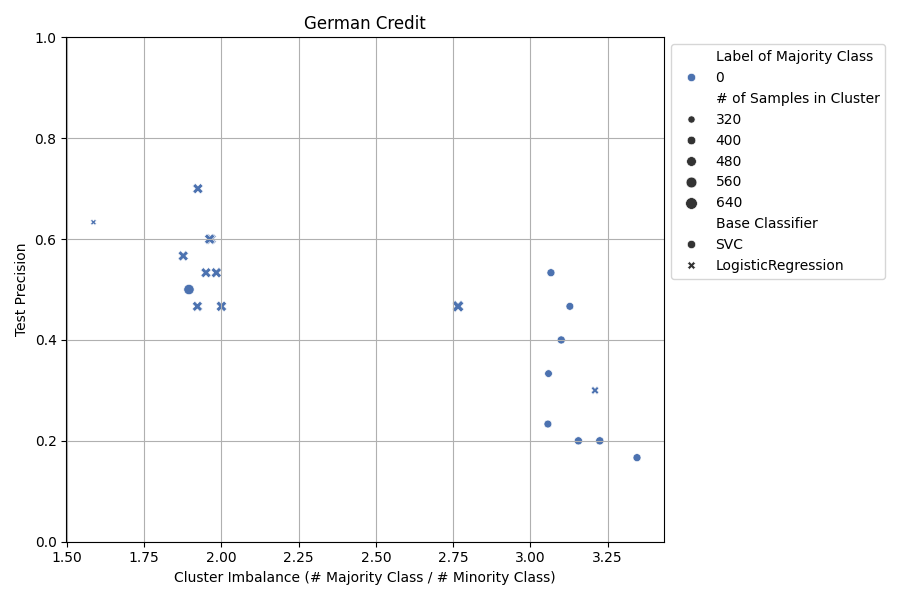 German Credit
1.0
0.8
0.6
0.4
0.2
0.0
Test Precision
1.50 1.75 2.00 2.25 2.50 2.75 3.00 3.25
Cluster Imbalance (# Majority Class / # Minority Class)
Label of Majority Class
0
# of Samples in Cluster
320
400
480
560
640
Base Classifier
SVC
LogisticRegression